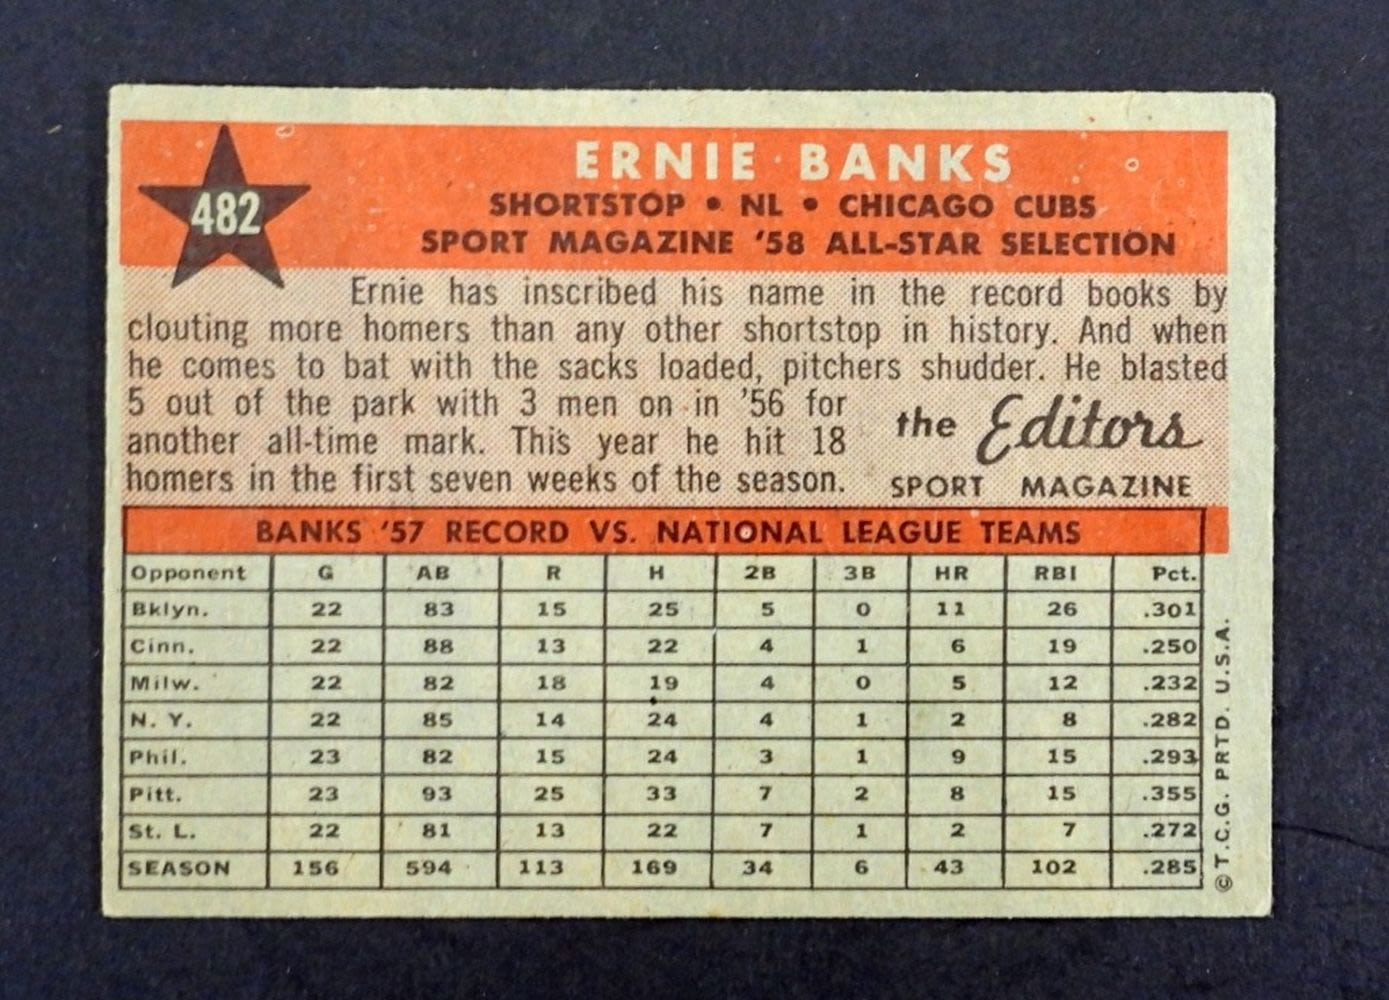 482
ERNIE BANKS
SHORTSTOP • NL • CHICAGO CUBS
SPORT MAGAZINE '58 ALL-STAR SELECTION
Ernie has inscribed his name in the record books by
clouting more homers than any other shortstop in history. And when
he comes to bat with the sacks loaded, pitchers shudder. He blasted
5 out of the park with 3 men on in '56 for
another all-time mark. This year he hit 18
homers in the first seven weeks of the season.
the Editors
SPORT MAGAZINE
BANKS '57 RECORD VS. NATIONAL LEAGUE TEAMS
Opponent G AB R H 2B 3B HR RBI Pct.
Bklyn. 22 83 15 25 5 0 11 26 .301
Cinn. 22 88 13 22 4 1 6 19 .250
Milw. 22 82 18 19 4 0 5 12 .232
N. Y. 22 85 14 24 4 1 2 8 .282
Phil. 23 82 15 24 3 1 9 15 .293
Pitt. 23 93 25 33 7 2 8 15 .355
St. L. 22 81 13 22 7 1 2 7 .272
SEASON 156 594 113 169 34 6 43 102 .285
© T.C.G. PRTD. U.S.A.